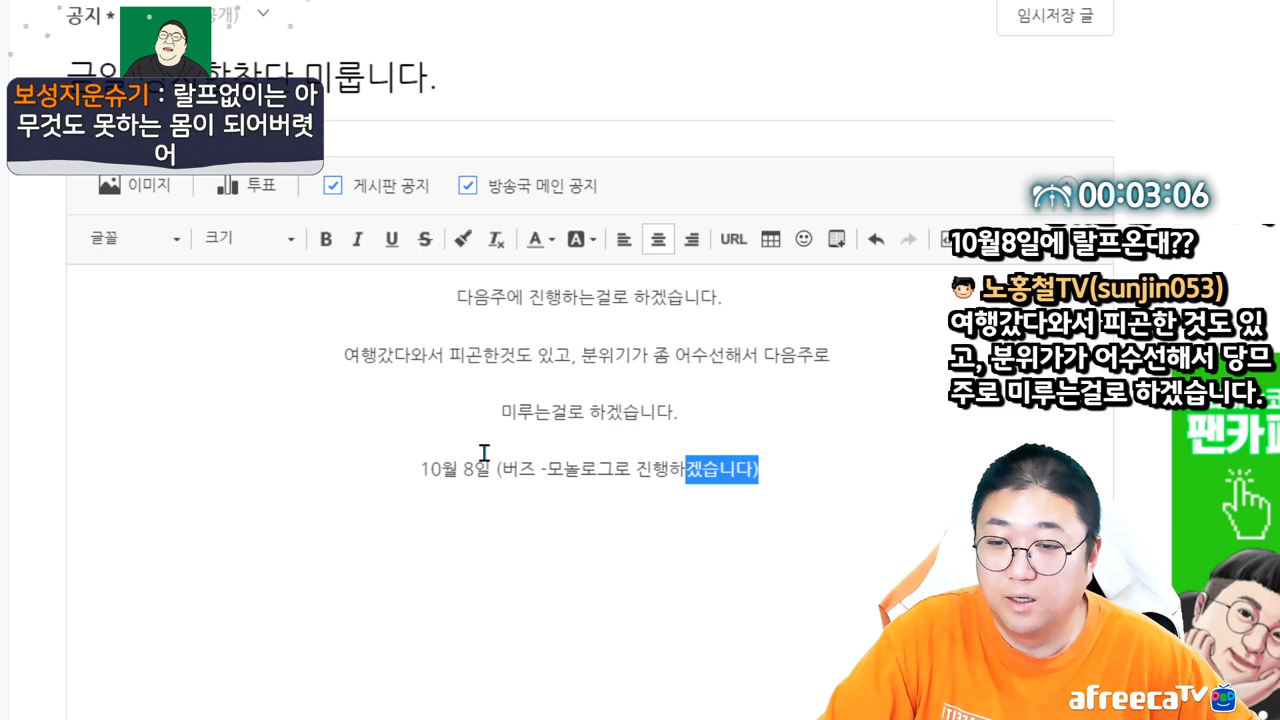 공지 *
개)
임시저장 글
미룹니다.
보성지운슈기 : 랄프없이는 아
무것도 못하는 몸이 되어버렷
어
이미지
투표
게시판 공지
방송국 메인 공지
00:03:06
글꼴
크기
B I U S
URL
10월8일에 랄프온대??
노홍철TV(sunjin053)
여행갔다와서 피곤한 것도 있
고, 분위가가 어수선해서 당므
주로 미루는걸로 하겠습니다.
다음주에 진행하는걸로 하겠습니다.
여행갔다와서 피곤한것도 있고, 분위기가 좀 어수선해서 다음주로
미루는걸로 하겠습니다.
10월 8일 (버즈 -모놀로그로 진행하겠습니다)
팬카페
afreecaTV